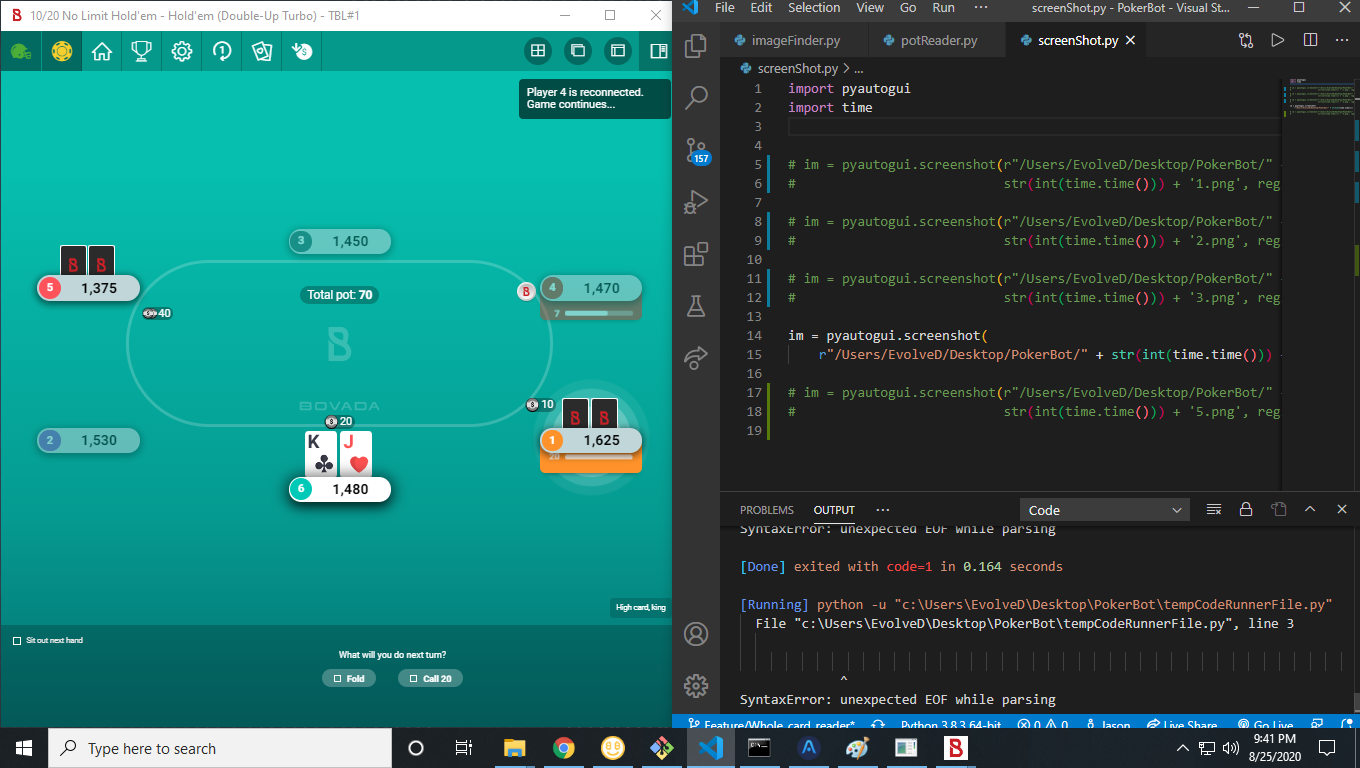 10/20 No Limit Hold'em - Hold'em (Double-Up Turbo) - TBL#1
Player 4 is reconnected.
Game continues...
3 1,450
5 1,375
Total pot: 70
4 1,470
7
40
BOVADA
10
20
2 1,530
1 1,625
20
K J
6 1,480
High card, king
Sit out next hand
What will you do next turn?
Fold
Call 20
File Edit Selection View Go Run ··· screenShot.py - PokerBot - Visual St...
imageFinder.py potReader.py screenShot.py
screenShot.py > ...
157
1 import pyautogui
2 import time
3
4
5 # im = pyautogui.screenshot(r"/Users/EvolveD/Desktop/PokerBot/"
6 # str(int(time.time())) + '1.png', reg
7
8 # im = pyautogui.screenshot(r"/Users/EvolveD/Desktop/PokerBot/"
9 # str(int(time.time())) + '2.png', reg
10
11 # im = pyautogui.screenshot(r"/Users/EvolveD/Desktop/PokerBot/"
12 # str(int(time.time())) + '3.png', reg
13
14 im = pyautogui.screenshot(
15 r"/Users/EvolveD/Desktop/PokerBot/" + str(int(time.time()))
16
17 # im = pyautogui.screenshot(r"/Users/EvolveD/Desktop/PokerBot/"
18 # str(int(time.time())) + '5.png', reg
19
PROBLEMS OUTPUT ··· Code
SyntaxError: unexpected EOF while parsing
[Done] exited with code=1 in 0.164 seconds
[Running] python -u "c:\Users\EvolveD\Desktop\PokerBot\tempCodeRunnerFile.py"
File "c:\Users\EvolveD\Desktop\PokerBot\tempCodeRunnerFile.py", line 3
^
SyntaxError: unexpected EOF while parsing
Feature/Whole_card_reader* Python 3.8.3 64-bit 0 0 Jason Live Share Go Live
Type here to search
9:41 PM
8/25/2020